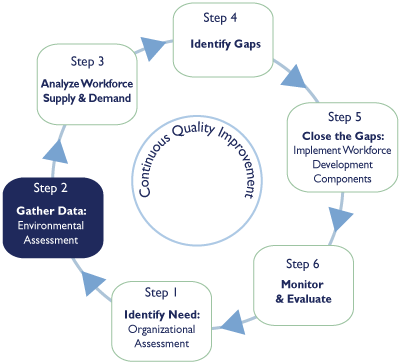 Step 1
Identify Need:
Organizational
Assessment
Step 2
Gather Data:
Environmental
Assessment
Step 3
Analyze Workforce
Supply & Demand
Step 4
Identify Gaps
Step 5
Close the Gaps:
Implement Workforce
Development
Components
Step 6
Monitor
& Evaluate
Continuous Quality Improvement